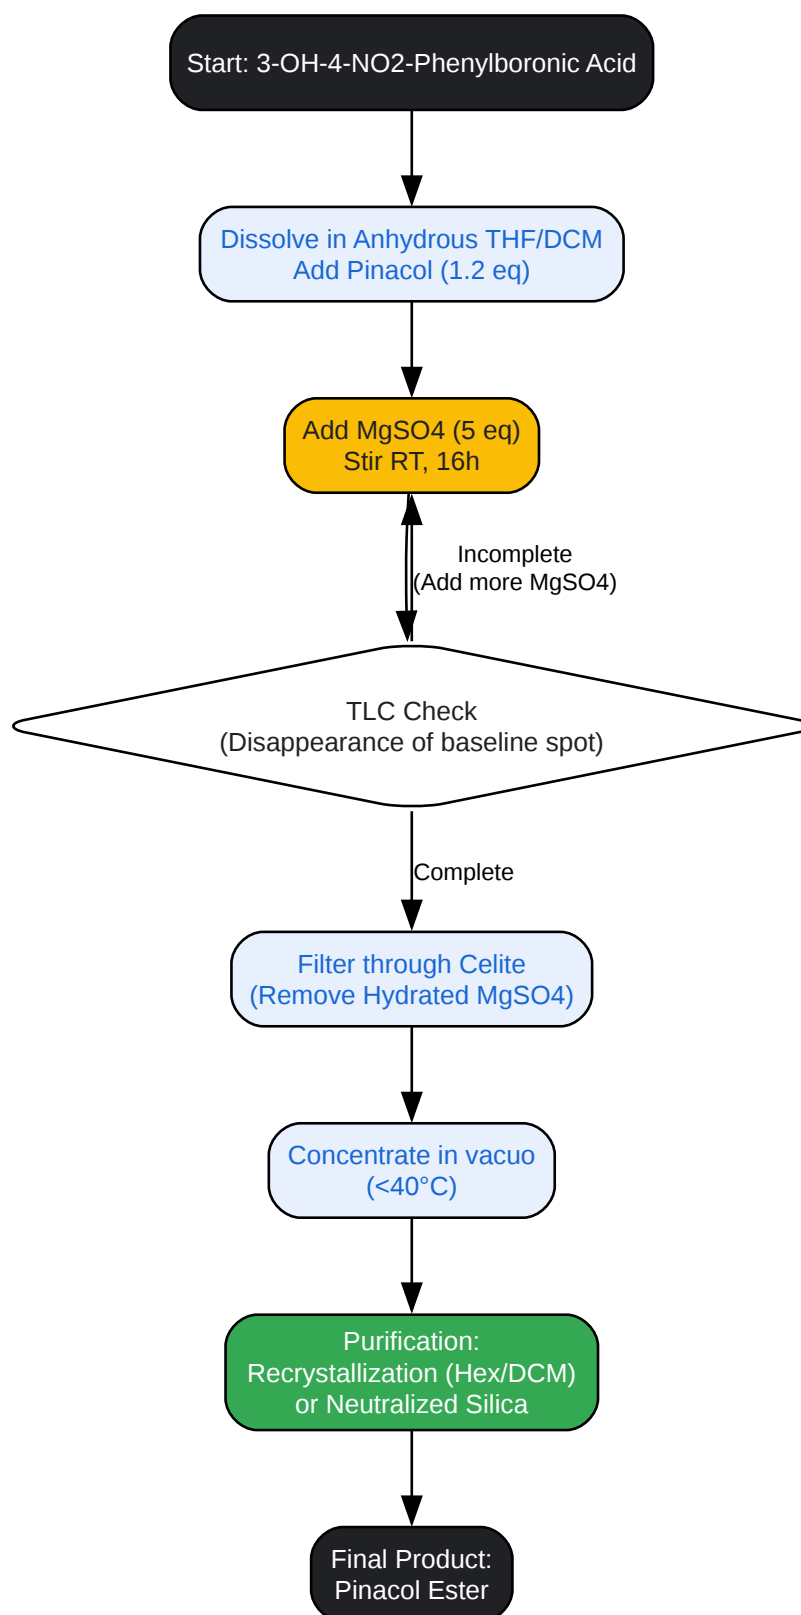 Start: 3-OH-4-NO2-Phenylboronic Acid
Dissolve in Anhydrous THF/DCM
Add Pinacol (1.2 eq)
Add MgSO4 (5 eq)
Stir RT, 16h
Incomplete
(Add more MgSO4)
TLC Check
(Disappearance of baseline spot)
Complete
Filter through Celite
(Remove Hydrated MgSO4)
Concentrate in vacuo
(<40°C)
Purification:
Recrystallization (Hex/DCM)
or Neutralized Silica
Final Product:
Pinacol Ester